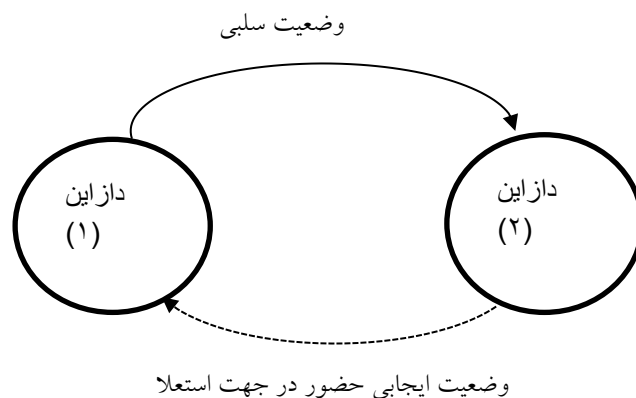 وضعیت سلبی
دازاین
(۱)
دازاین
(۲)
وضعیت ایجابی حضور در جهت استعلا